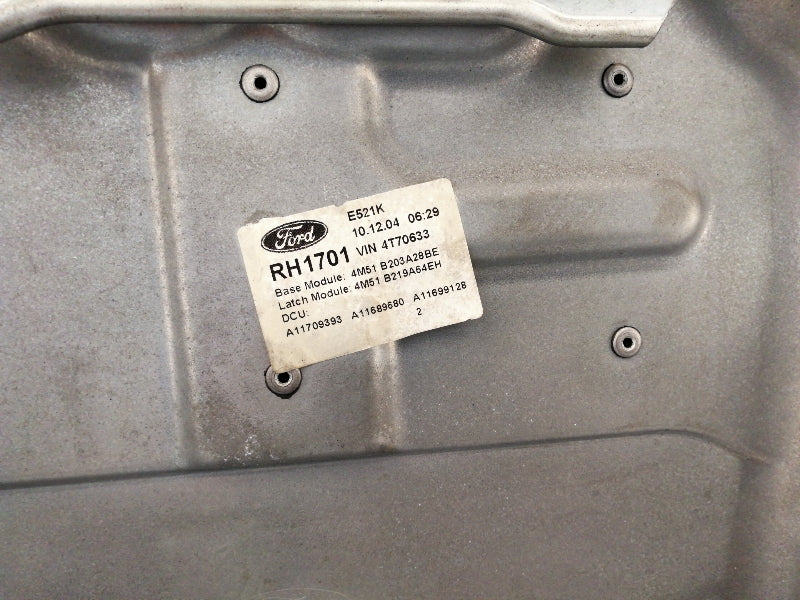 E521K
Ford 10.12.04 06:29
RH1701 VIN 4T70633
Base Module: 4M51 B203A28BE
Latch Module: 4M51 B219A64EH
DCU:
A11709393 A11689680 A11699128
2